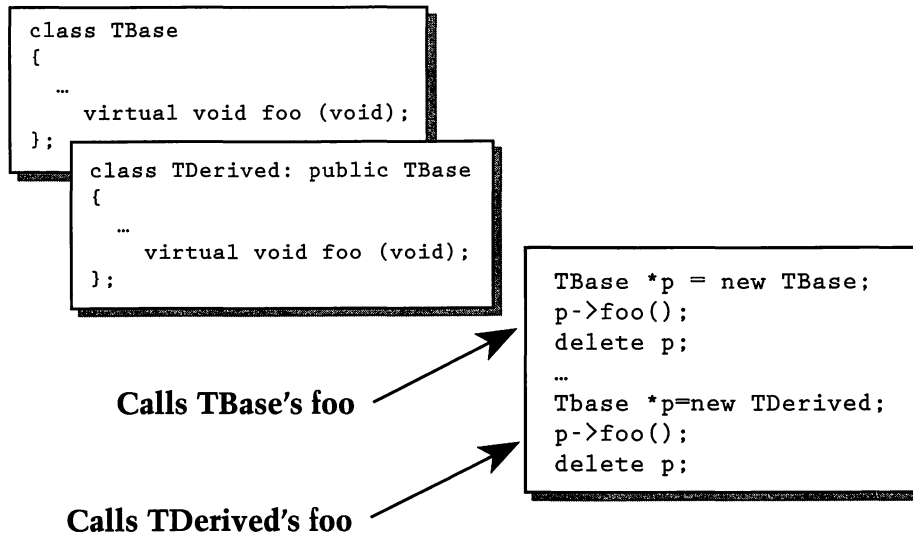 class TBase
{
…
virtual void foo (void);
};
class TDerived: public TBase
{
…
virtual void foo (void);
};
TBase *p = new TBase;
p->foo();
delete p;
…
Tbase *p=new TDerived;
p->foo();
delete p;
Calls TBase's foo
Calls TDerived's foo